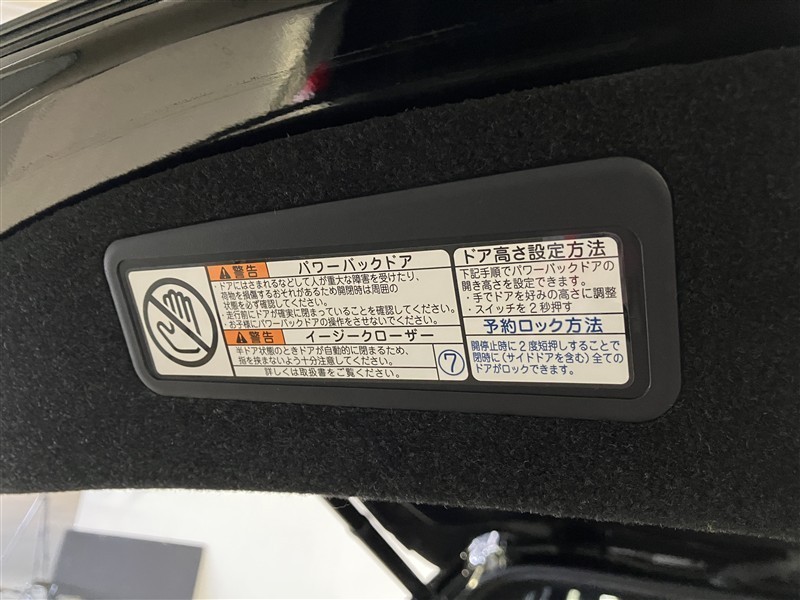 警告 パワーバックドア
・ドアにはさまれるなどして人が重大な障害を受けたり、
荷物を損傷するおそれがあるため開閉時は周囲の
状態を必ず確認してください。
・走行前にドアが確実に閉まっていることを確認してください。
・お子様にパワーバックドアの操作をさせないでください。
警告 イージークローザー
半ドア状態のときドアが自動的に閉まるため、
指を挟まないよう十分注意してください。
詳しくは取扱書をご覧ください。
7
ドア高さ設定方法
下記手順でパワーバックドアの
開き高さを設定できます。
・手でドアを好みの高さに調整
・スイッチを2秒押す
予約ロック方法
開停止時に2度短押しすることで
閉時に(サイドドアを含む)全ての
ドアがロックできます。